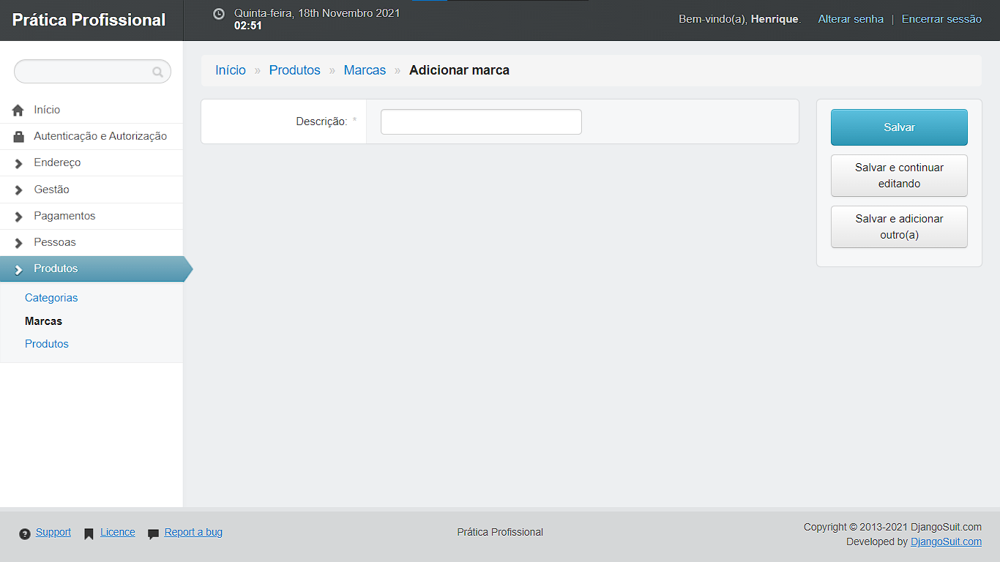 Prática Profissional
Quinta-feira, 18th Novembro 2021
02:51
Bem-vindo(a), Henrique. Alterar senha | Encerrar sessão
Início
Autenticação e Autorização
Endereço
Gestão
Pagamentos
Pessoas
Produtos
Categorias
Marcas
Produtos
Início » Produtos » Marcas » Adicionar marca
Descrição: *
Salvar
Salvar e continuar
editando
Salvar e adicionar
outro(a)
Support Licence Report a bug
Prática Profissional
Copyright © 2013-2021 DjangoSuit.com
Developed by DjangoSuit.com